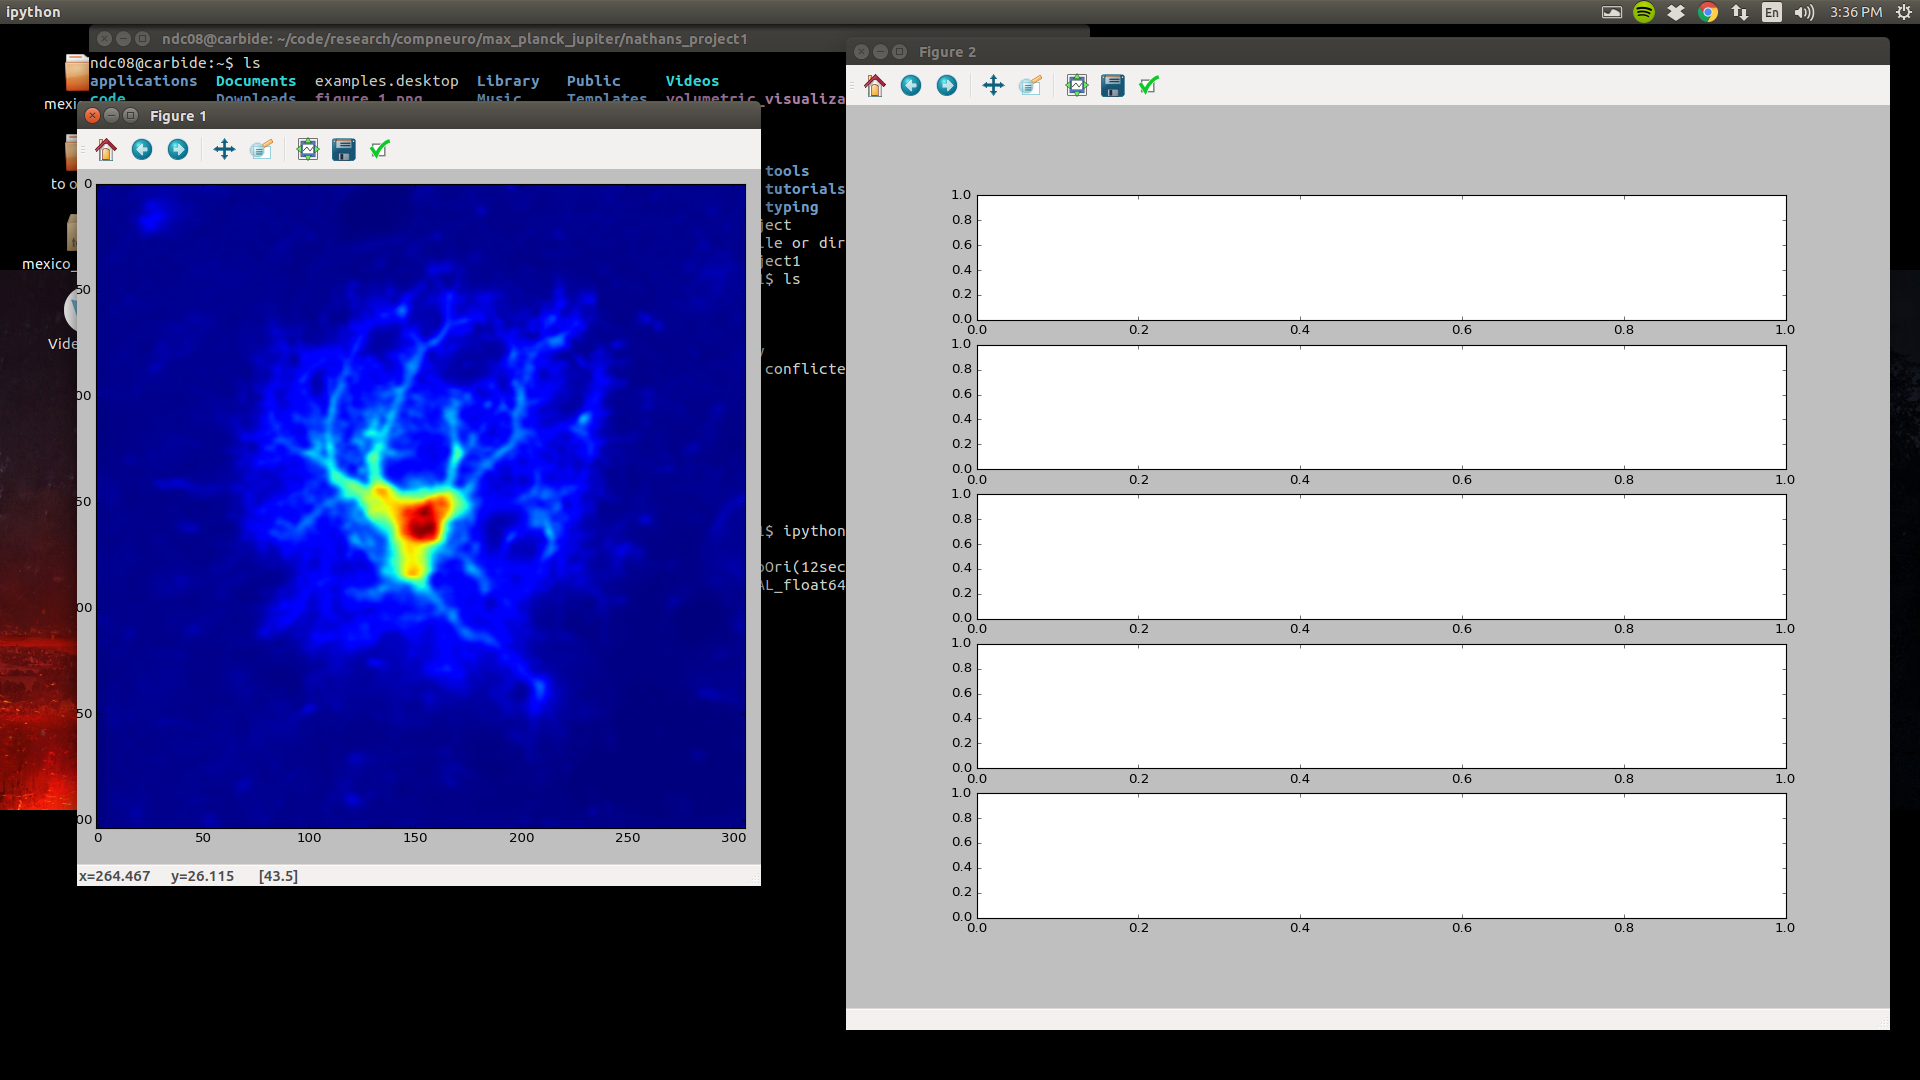 ipython
En
3:36 PM
ndc08@carbide: ~/code/research/compneuro/max_planck_jupiter/nathans_project1
ndc08@carbide:~$ ls
applications Documents examples.desktop Library Public Videos
code Downloads figure_1.png Music Templates volumetric_visualiza
tools
tutorials
typing
ject
le or dir
ject1
$ ls
conflicte
$ ipython
Ori(12sec
AL_float64
mexic
to o
mexico_
Vide
Figure 1
0
50
00
50
00
50
00
0 50 100 150 200 250 300
x=264.467 y=26.115 [43.5]
Figure 2
1.0
0.8
0.6
0.4
0.2
0.0
0.0 0.2 0.4 0.6 0.8 1.0
1.0
0.8
0.6
0.4
0.2
0.0
0.0 0.2 0.4 0.6 0.8 1.0
1.0
0.8
0.6
0.4
0.2
0.0
0.0 0.2 0.4 0.6 0.8 1.0
1.0
0.8
0.6
0.4
0.2
0.0
0.0 0.2 0.4 0.6 0.8 1.0
1.0
0.8
0.6
0.4
0.2
0.0
0.0 0.2 0.4 0.6 0.8 1.0